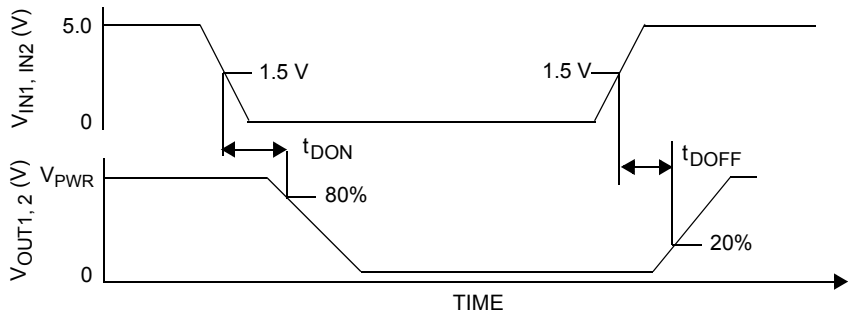 V_IN1, IN2 (V)
5.0
1.5 V
1.5 V
0
t_DON
t_DOFF
V_OUT1, 2 (V)
V_PWR
80%
20%
0
TIME